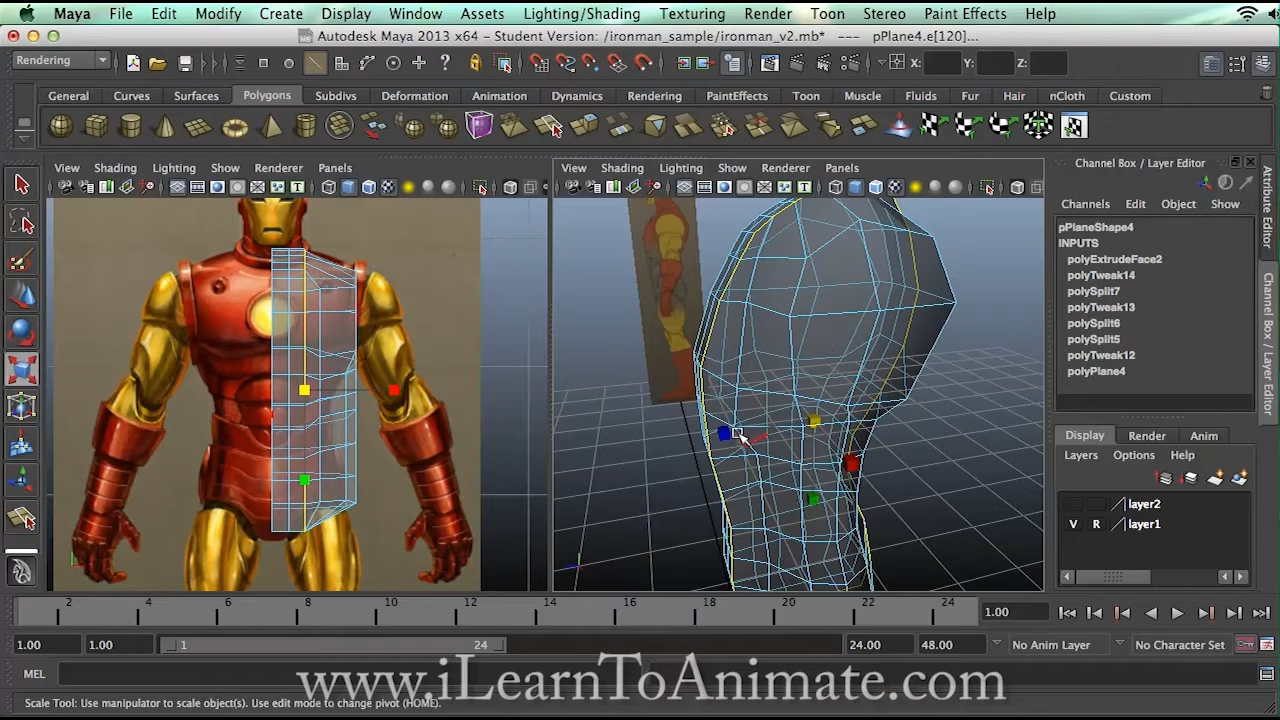 Maya File Edit Modify Create Display Window Assets Lighting/Shading Texturing Render Toon Stereo Paint Effects Help
Autodesk Maya 2013 x64 - Student Version: /ironman_sample/ironman_v2.mb* --- pPlane4.e[120]...
Rendering X: Y: Z:
General Curves Surfaces Polygons Subdivs Deformation Animation Dynamics Rendering PaintEffects Toon Muscle Fluids Fur Hair nCloth Custom
View Shading Lighting Show Renderer Panels
View Shading Lighting Show Renderer Panels
Channel Box / Layer Editor
Channels Edit Object Show
pPlaneShape4
INPUTS
polyExtrudeFace2
polyTweak14
polySplit7
polyTweak13
polySplit6
polySplit5
polyTweak12
polyPlane4
Attribute Editor
Channel Box / Layer Editor
Display Render Anim
Layers Options Help
layer2
V R layer1
2 4 6 8 10 12 14 16 18 20 22 24 1.00
1.00 1.00 1 24 24.00 48.00 No Anim Layer No Character Set
MEL
www.iLearnToAnimate.com
Scale Tool: Use manipulator to scale object(s). Use edit mode to change pivot (HOME).